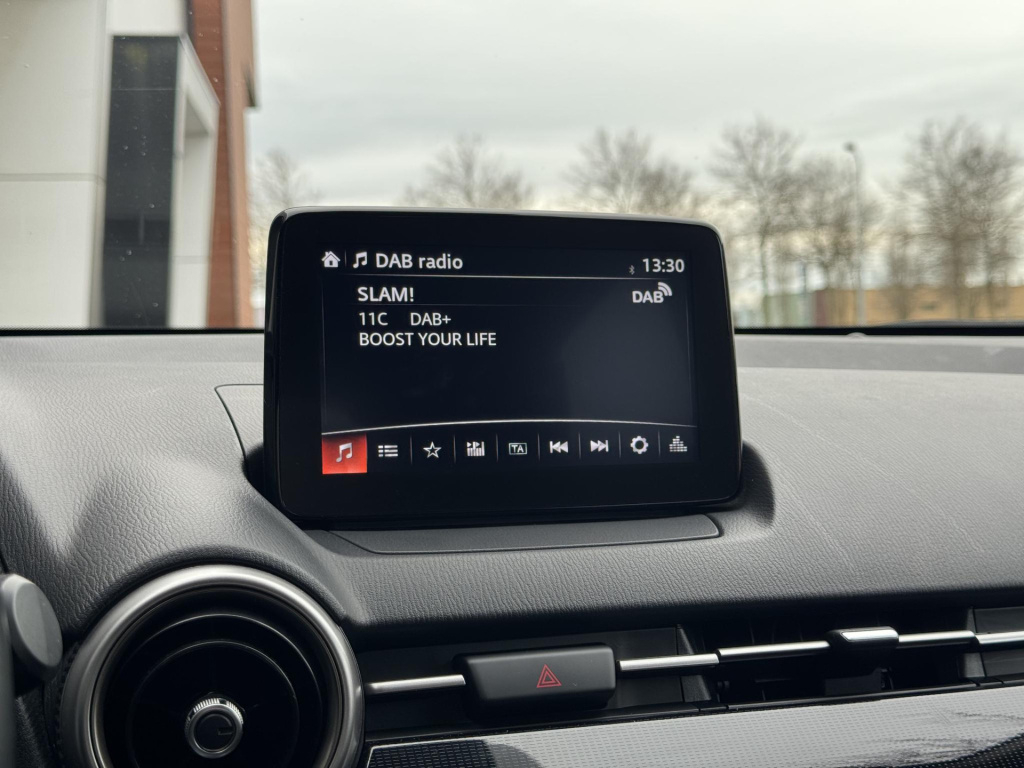 DAB radio 13:30
SLAM! DAB
11C DAB+
BOOST YOUR LIFE
TA